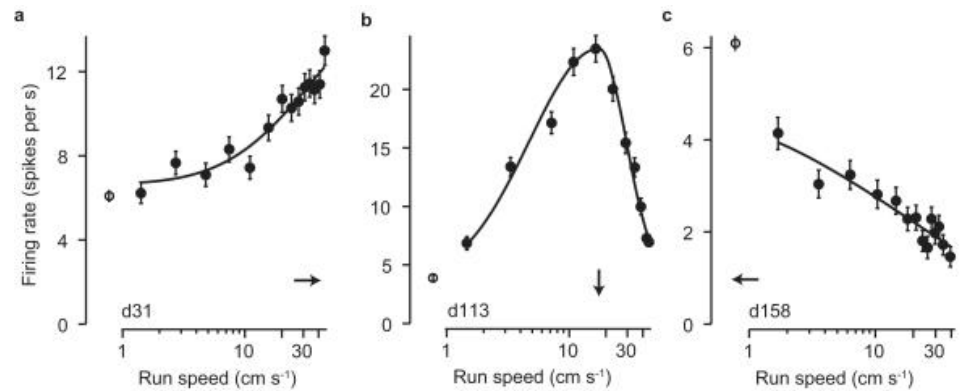 a
b
c
Firing rate (spikes per s)
12
8
4
0
d31
1
10
30
Run speed (cm s⁻¹)
20
15
10
5
0
d113
1
10
30
Run speed (cm s⁻¹)
6
4
2
0
d158
1
10
30
Run speed (cm s⁻¹)